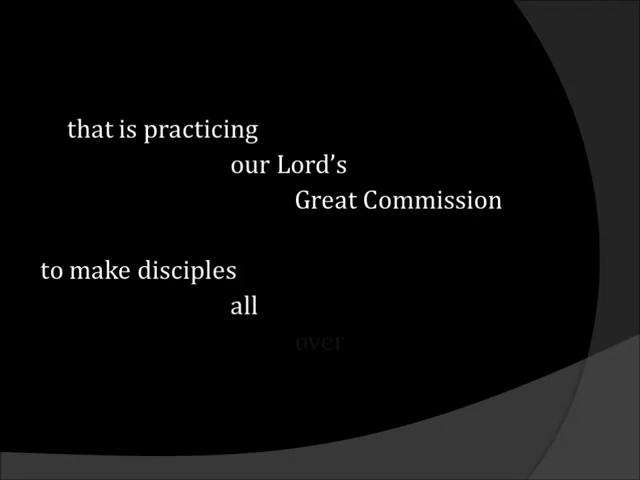 that is practicing
our Lord’s
Great Commission
to make disciples
all
over